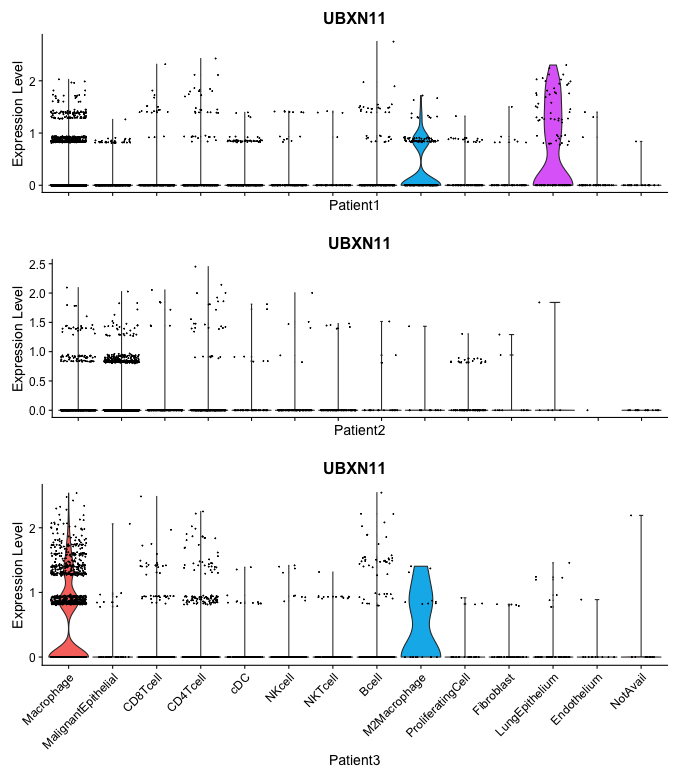 UBXN11
Expression Level
2
1
0
Patient1
UBXN11
Expression Level
2.5
2.0
1.5
1.0
0.5
0.0
Patient2
UBXN11
Expression Level
2
1
0
Macrophage
MalignantEpithelial
CD8Tcell
CD4Tcell
cDC
NKcell
NKTcell
Bcell
M2Macrophage
ProliferatingCell
Fibroblast
LungEpithelium
Endothelium
NotAvail
Patient3